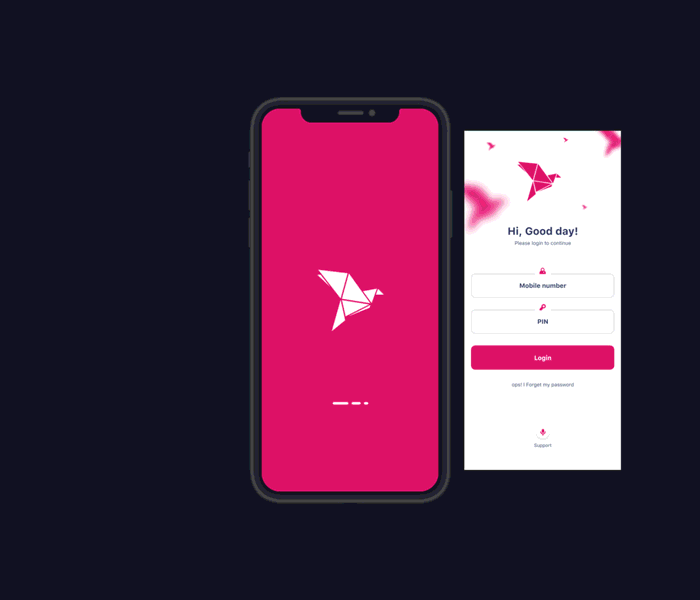 Hi, Good day!
Please login to continue
Mobile number
PIN
Login
ops! I Forget my password
Support